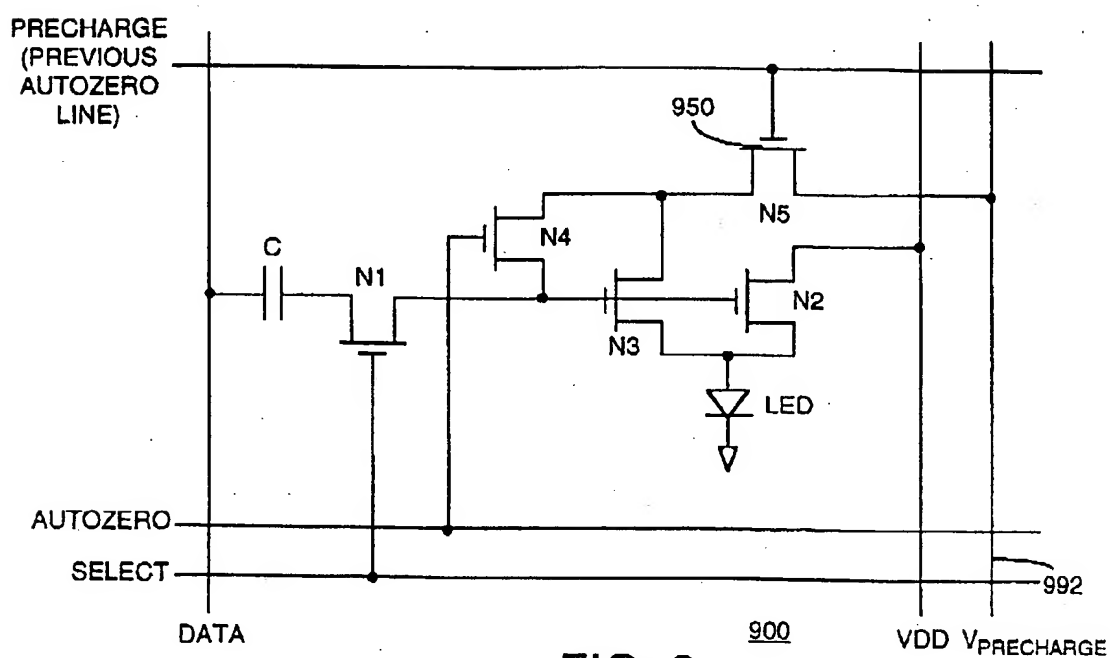 PRECHARGE
(PREVIOUS
AUTOZERO
LINE)
950
N5
N4
C
N1
N2
N3
LED
AUTOZERO
SELECT
992
DATA
900
VDD
VPRECHARGE